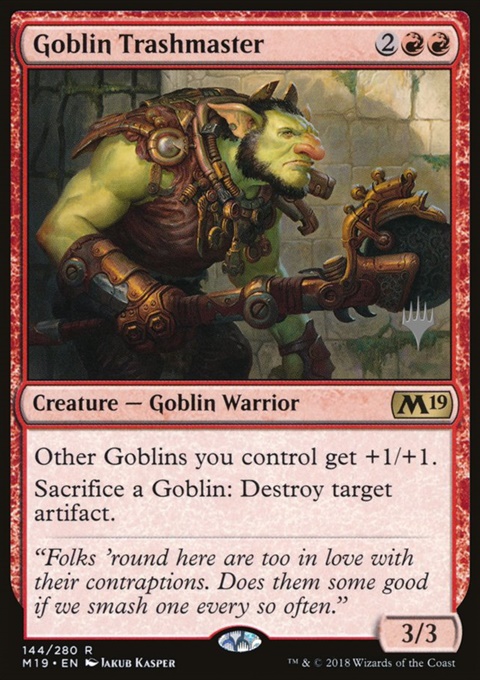 Goblin Trashmaster 2
Creature — Goblin Warrior M19
Other Goblins you control get +1/+1.
Sacrifice a Goblin: Destroy target
artifact.
“Folks ’round here are too in love with
their contraptions. Does them some good
if we smash one every so often.”
3/3
144/280 R
M19 • EN Jakub Kasper ™ & © 2018 Wizards of the Coast